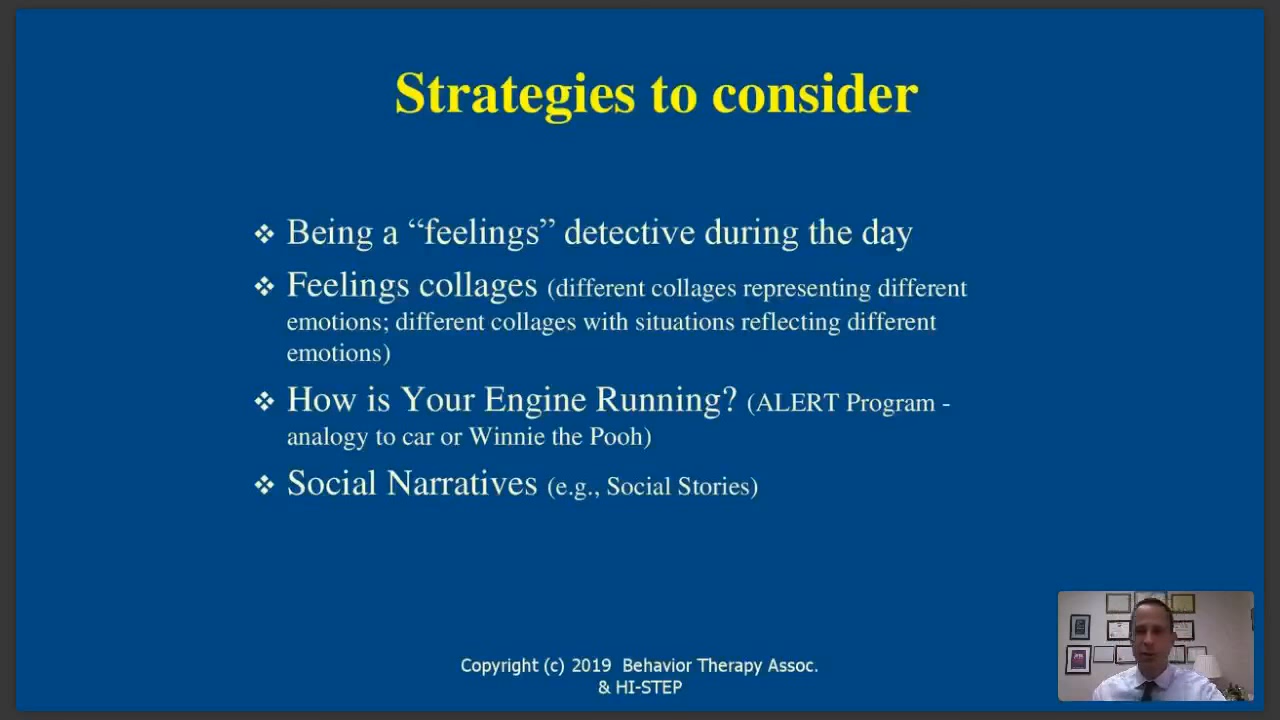 Strategies to consider
❖ Being a “feelings” detective during the day
❖ Feelings collages (different collages representing different
emotions; different collages with situations reflecting different
emotions)
❖ How is Your Engine Running? (ALERT Program -
analogy to car or Winnie the Pooh)
❖ Social Narratives (e.g., Social Stories)
Copyright (c) 2019 Behavior Therapy Assoc.
& HI-STEP